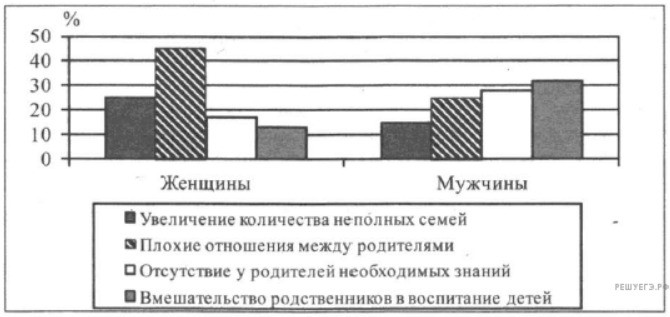 %
50
40
30
20
10
0
Женщины Мужчины
Увеличение количества неполных семей
Плохие отношения между родителями
Отсутствие у родителей необходимых знаний
Вмешательство родственников в воспитание детей
РЕШУЕГЭ.РФ